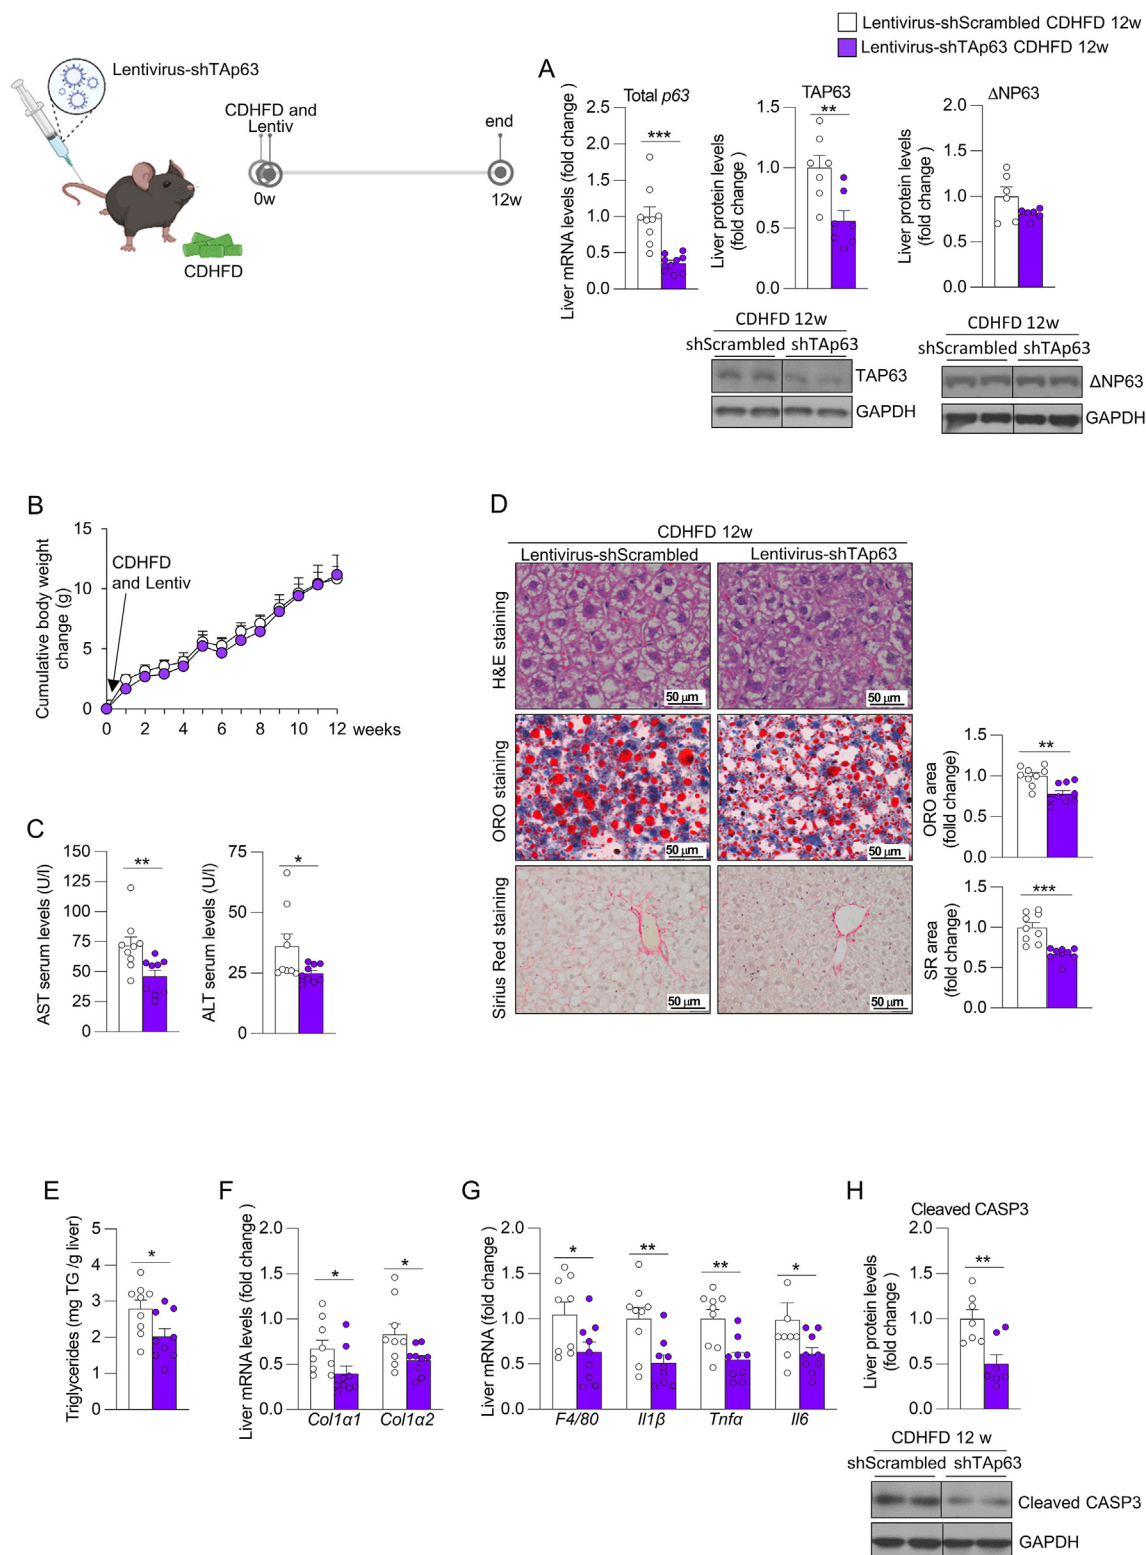 Lentivirus-shScrambled CDHFD 12w
Lentivirus-shTAp63 CDHFD 12w
Lentivirus-shTAp63
CDHFD and
Lentiv
end
0w
12w
CDHFD
A
Total p63
***
Liver mRNA levels (fold change )
2.5
2.0
1.5
1.0
0.5
0.0
TAP63
**
Liver protein levels
(fold change )
1.5
1.0
0.5
0.0
ΔNP63
Liver protein levels
(fold change )
2.0
1.5
1.0
0.5
0.0
CDHFD 12w
shScrambled shTAp63
TAP63
GAPDH
CDHFD 12w
shScrambled shTAp63
ΔNP63
GAPDH
B
Cumulative body weight
change (g)
15
10
5
0
CDHFD
and Lentiv
0 2 4 6 8 10 12 weeks
C
AST serum levels (U/l)
150
125
100
75
50
25
0
**
ALT serum levels (U/l)
75
50
25
0
*
D
CDHFD 12w
Lentivirus-shScrambled Lentivirus-shTAp63
H&E staining
50 µm
50 µm
ORO staining
50 µm
50 µm
Sirius Red staining
50 µm
50 µm
ORO area
(fold change)
1.5
1.0
0.5
0.0
**
SR area
(fold change)
1.5
1.0
0.5
0.0
***
E
Triglycerides (mg TG /g liver)
5
4
3
2
1
0
*
F
Liver mRNA levels (fold change )
2.0
1.5
1.0
0.5
0.0
* *
Col1α1 Col1α2
G
Liver mRNA (fold change )
2.0
1.5
1.0
0.5
0.0
* ** ** *
F4/80 Il1β Tnfα Il6
H
Cleaved CASP3
Liver protein levels
(fold change )
2.0
1.5
1.0
0.5
0.0
**
CDHFD 12 w
shScrambled shTAp63
Cleaved CASP3
GAPDH